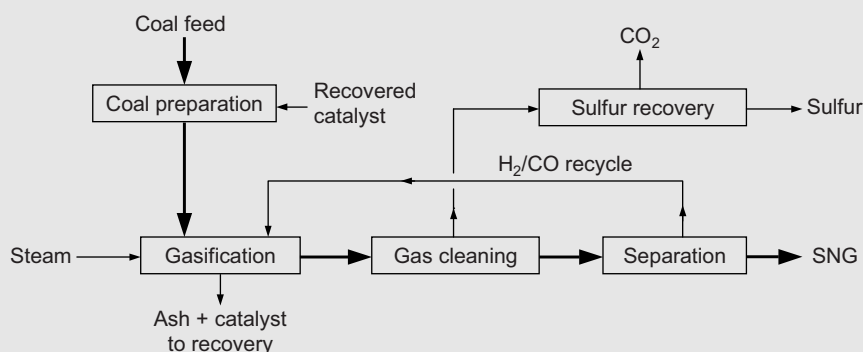 Coal feed
CO₂
Coal preparation
Recovered
catalyst
Sulfur recovery
Sulfur
H₂/CO recycle
Steam
Gasification
Gas cleaning
Separation
SNG
Ash + catalyst
to recovery